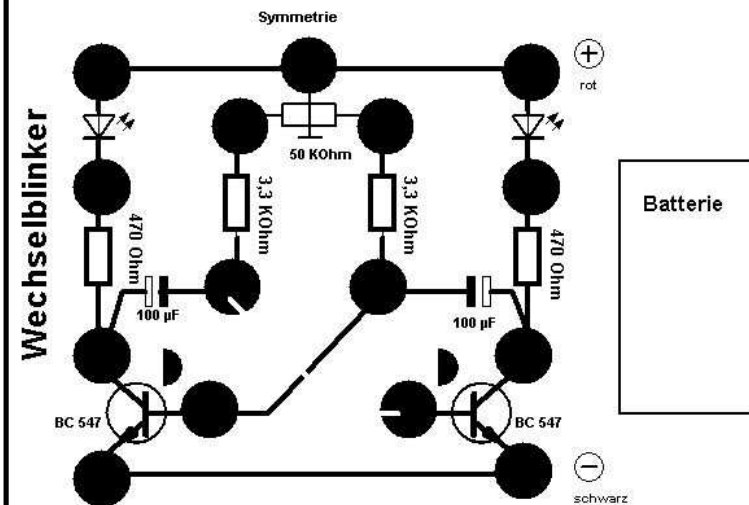 Symmetrie
Wechselblinker
+
rot
50 KOhm
3,3 KOhm
3,3 KOhm
470 Ohm
470 Ohm
Batterie
100 µF
100 µF
BC 547
BC 547
−
schwarz